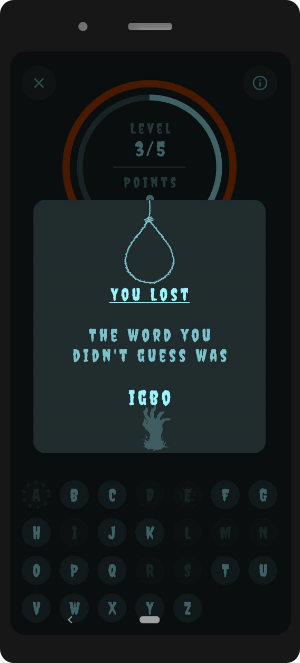 LEVEL
3/5
POINTS
YOU LOST
THE WORD YOU
DIDN'T GUESS WAS
IGBO
A B C D E F G
H I J K L M N
O P Q R S T U
V W X Y Z